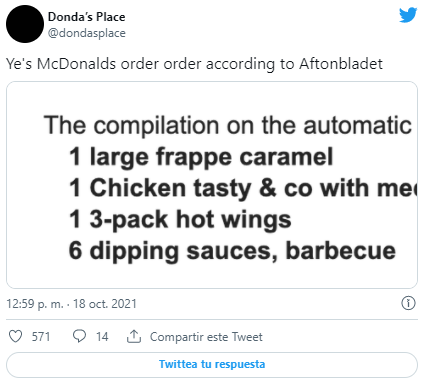 Donda's Place
@dondasplace
Ye's McDonalds order order according to Aftonbladet
The compilation on the automatic
1 large frappe caramel
1 Chicken tasty & co with
1 3-pack hot wings
6 dipping sauces, barbecue
12:59 p. m. · 18 oct. 2021
571 14 Compartir este Tweet
Twittea tu respuesta